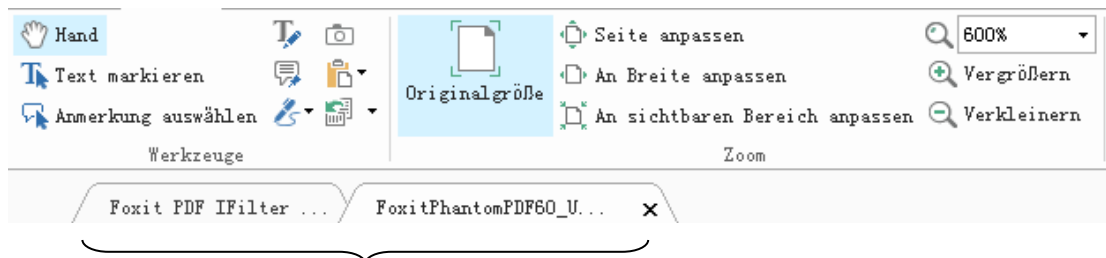 Hand
Text markieren
Anmerkung auswählen
Werkzeuge
Originalgröße
Seite anpassen
An Breite anpassen
An sichtbaren Bereich anpassen
600%
Vergrößern
Verkleinern
Zoom
Foxit PDF IFilter ...
FoxitPhantomPDF60_U...